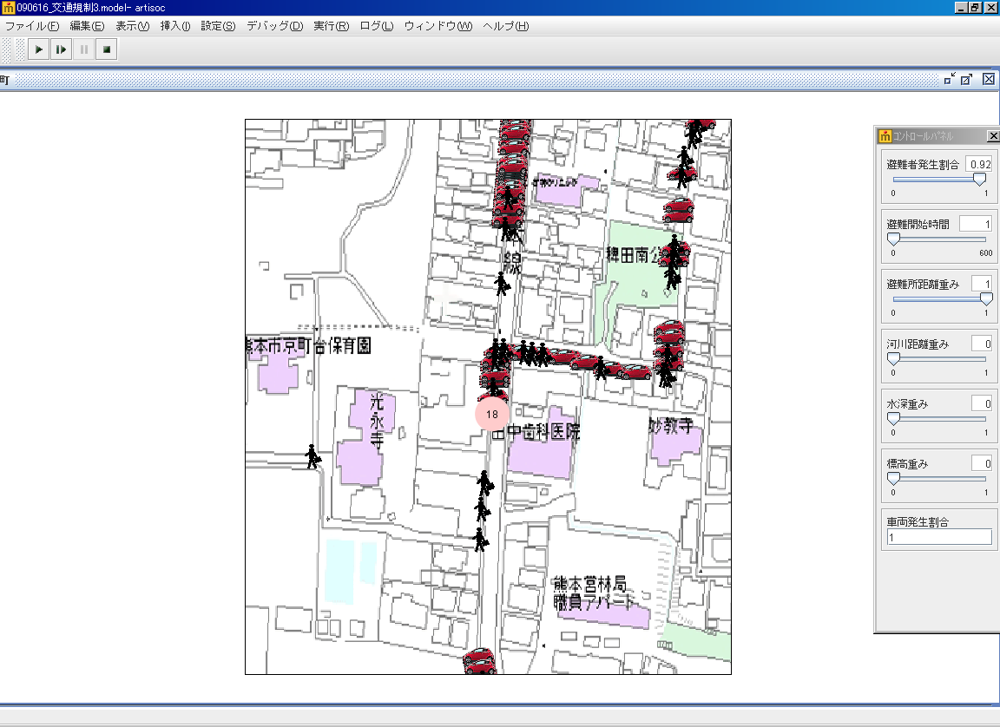 090616_交通規制3.model- artisoc
ファイル(F) 編集(E) 表示(V) 挿入(I) 設定(S) デバッグ(D) 実行(R) ログ(L) ウィンドウ(W) ヘルプ(H)
町
線
稗田南公
熊本市京町台保育園
光永寺
18
田中歯科医院
妙教寺
熊本営林局
職員アパート
コントロールパネル
避難者発生割合 0.92
0 1
避難開始時間 1
0 600
避難所距離重み 1
0 1
河川距離重み 0
0 1
水深重み 0
0 1
標高重み 0
0 1
車両発生割合
1